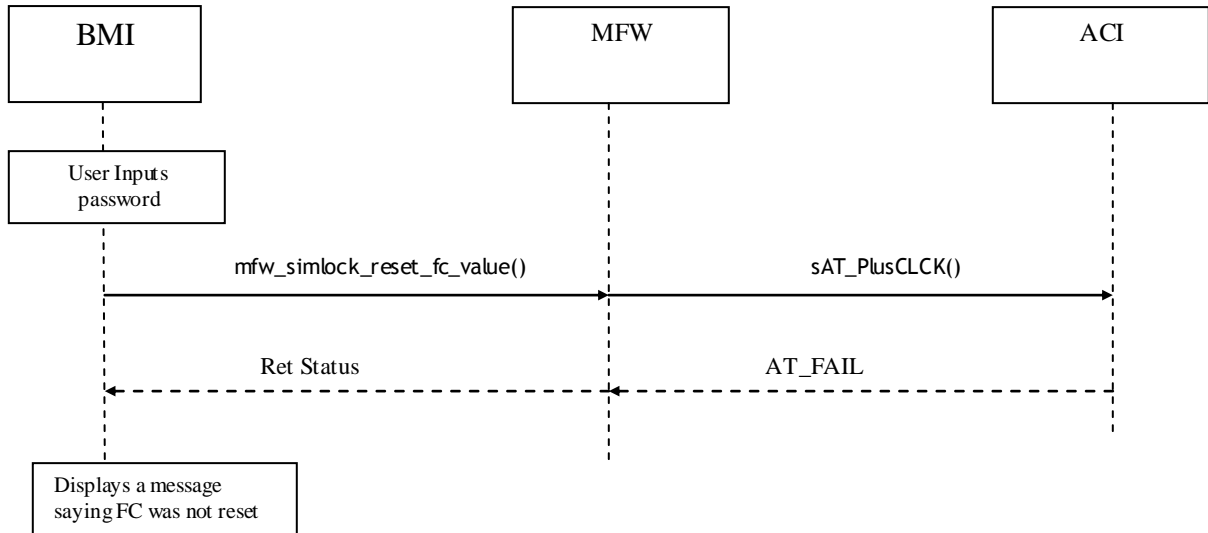 BMI
MFW
ACI
User Inputs
password
mfw_simlock_reset_fc_value()
sAT_PlusCLCK()
Ret Status
AT_FAIL
Displays a message
saying FC was not reset